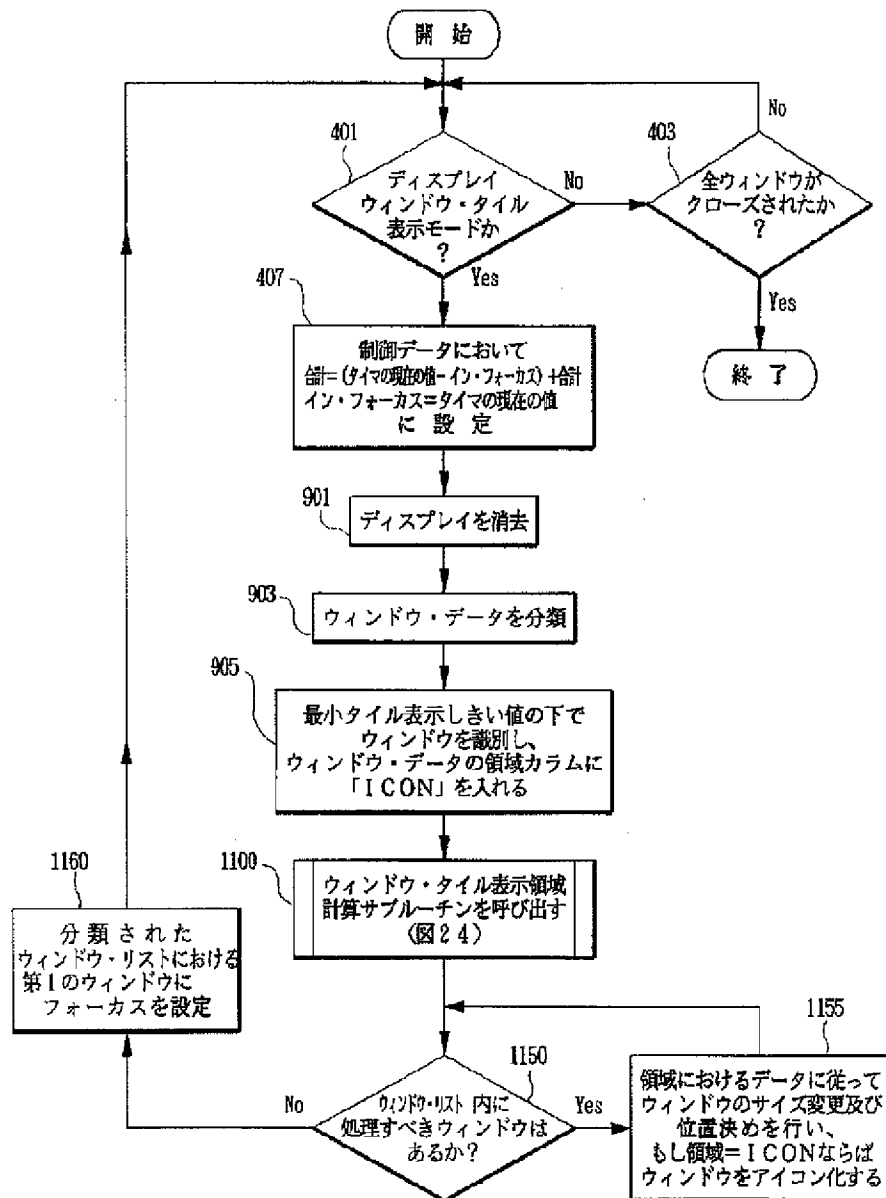 開 始
401
ディスプレイ
ウィンドウ・タイル
表示モードか
?
No
Yes
403
全ウィンドウが
クローズされたか
?
No
Yes
終 了
407
制御データにおいて
合計=(タイマの現在の値-イン・フォーカス)+合計
イン・フォーカス=タイマの現在の値
に 設 定
901
ディスプレイを消去
903
ウィンドウ・データを分類
905
最小タイル表示しきい値の下で
ウィンドウを識別し、
ウィンドウ・データの領域カラムに
「ICON」を入れる
1100
ウィンドウ・タイル表示領域
計算サブルーチンを呼び出す
(図24)
1150
ウィンドウ・リスト 内に
処理すべきウィンドウは
あるか?
No
Yes
1155
領域におけるデータに従って
ウィンドウのサイズ変更及び
位置決めを行い、
もし領域=ICONならば
ウィンドウをアイコン化する
1160
分 類 さ れ た
ウィンドウ・リストにおける
第1のウィンドウに
フォーカスを設定